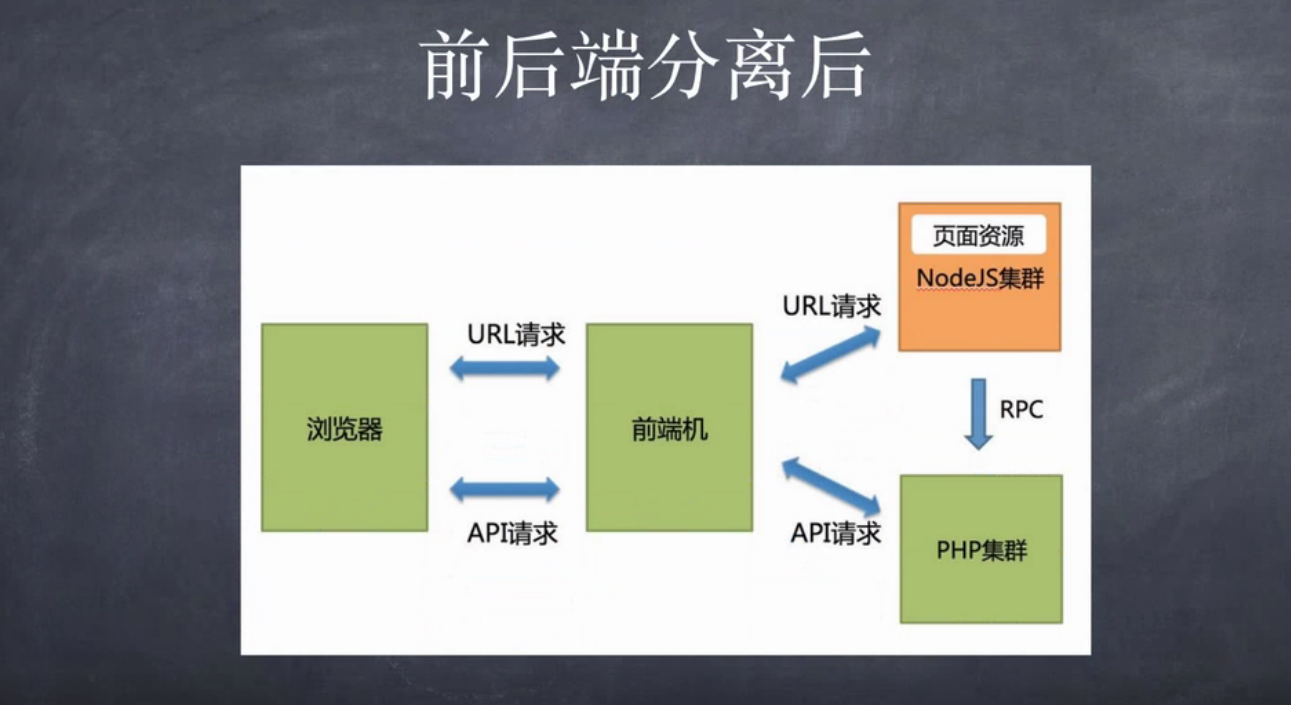 前后端分离后
页面资源
NodeJS集群
URL请求
URL请求
浏览器
前端机
RPC
API请求
API请求
PHP集群